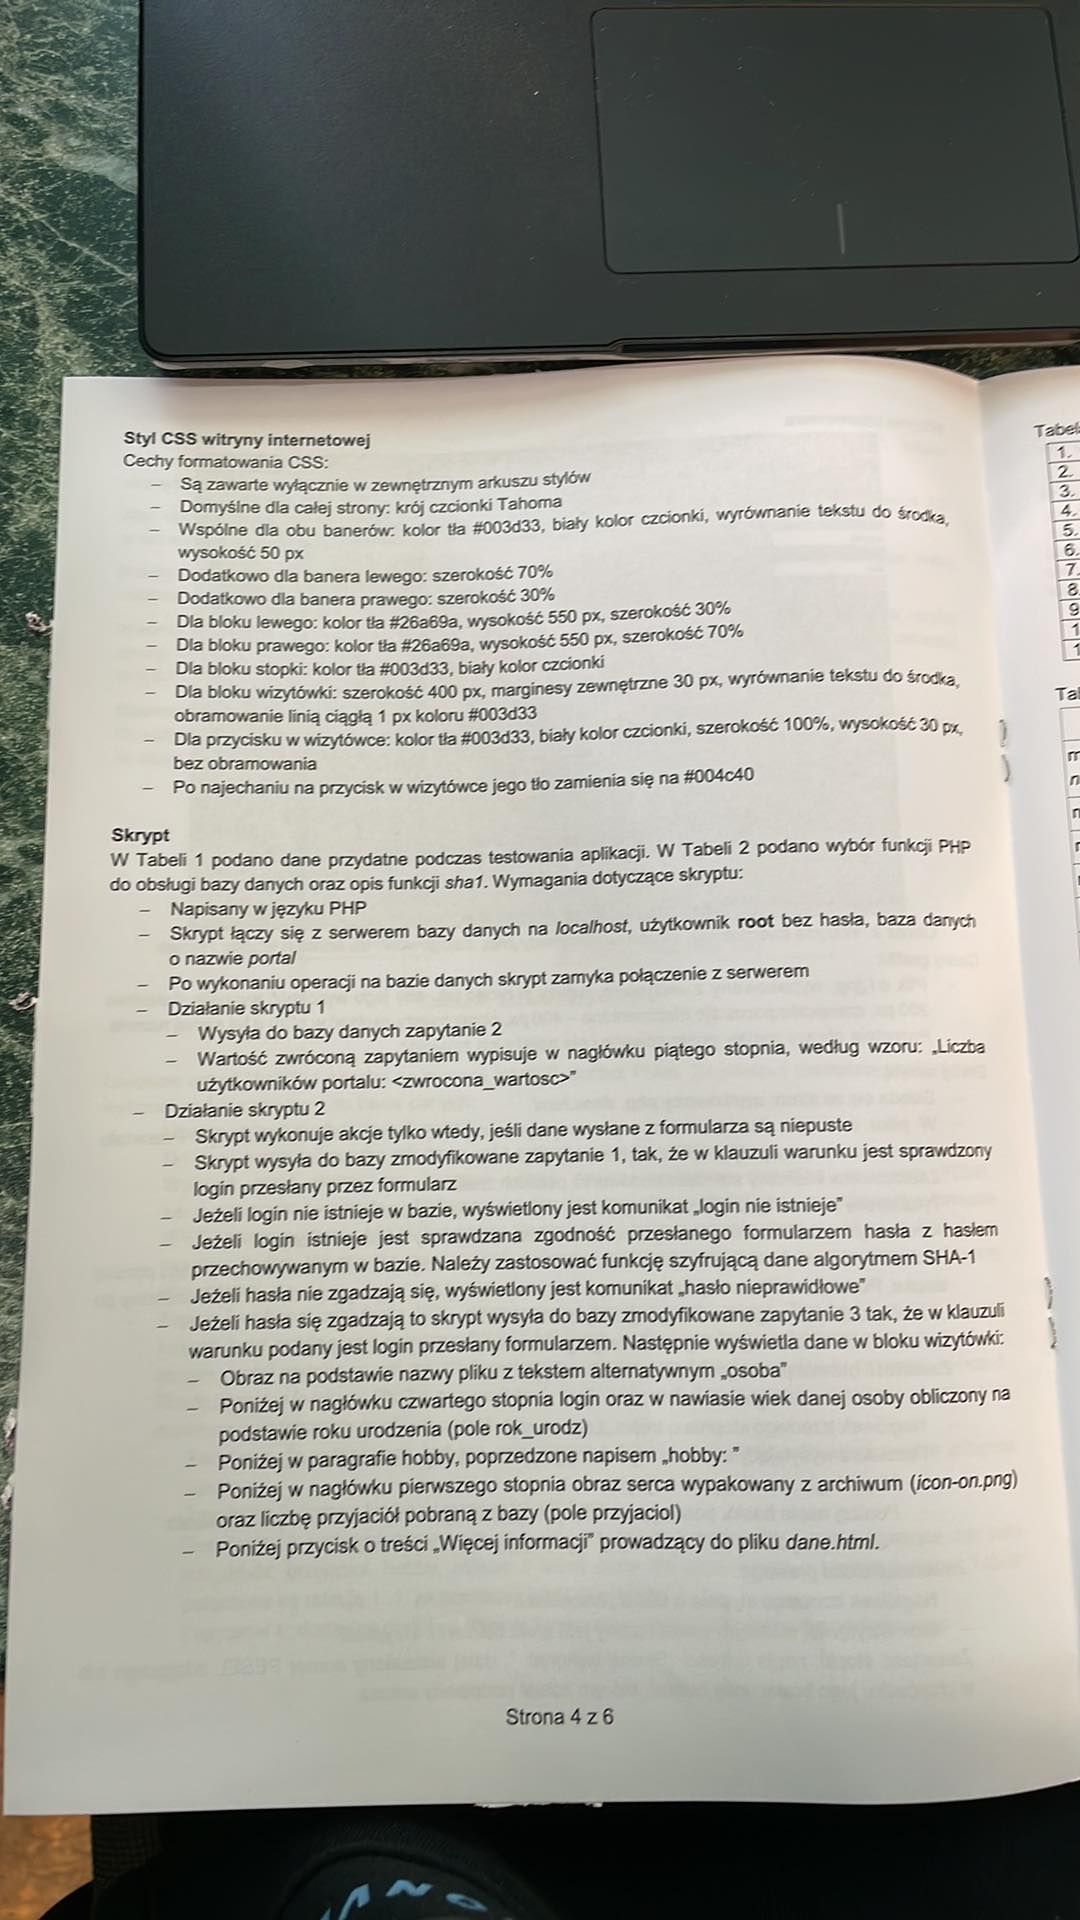 Styl CSS witryny internetowej
Cechy formatowania CSS:
– Są zawarte wyłącznie w zewnętrznym arkuszu stylów
– Domyślne dla całej strony: krój czcionki Tahoma
– Wspólne dla obu banerów: kolor tła #003d33, biały kolor czcionki, wyrównanie tekstu do środka,
wysokość 50 px
– Dodatkowo dla banera lewego: szerokość 70%
– Dodatkowo dla banera prawego: szerokość 30%
– Dla bloku lewego: kolor tła #26a69a, wysokość 550 px, szerokość 30%
– Dla bloku prawego: kolor tła #26a69a, wysokość 550 px, szerokość 70%
– Dla bloku stopki: kolor tła #003d33, biały kolor czcionki
– Dla bloku wizytówki: szerokość 400 px, marginesy zewnętrzne 30 px, wyrównanie tekstu do środka,
obramowanie linią ciągłą 1 px koloru #003d33
– Dla przycisku w wizytówce: kolor tła #003d33, biały kolor czcionki, szerokość 100%, wysokość 30 px,
bez obramowania
– Po najechaniu na przycisk w wizytówce jego tło zamienia się na #004c40
Skrypt
W Tabeli 1 podano dane przydatne podczas testowania aplikacji. W Tabeli 2 podano wybór funkcji PHP
do obsługi bazy danych oraz opis funkcji sha1. Wymagania dotyczące skryptu:
– Napisany w języku PHP
– Skrypt łączy się z serwerem bazy danych na localhost, użytkownik root bez hasła, baza danych
o nazwie portal
– Po wykonaniu operacji na bazie danych skrypt zamyka połączenie z serwerem
– Działanie skryptu 1
– Wysyła do bazy danych zapytanie 2
– Wartość zwróconą zapytaniem wypisuje w nagłówku piątego stopnia, według wzoru: „Liczba
użytkowników portalu: <zwrocona_wartosc>”
– Działanie skryptu 2
– Skrypt wykonuje akcje tylko wtedy, jeśli dane wysłane z formularza są niepuste
– Skrypt wysyła do bazy zmodyfikowane zapytanie 1, tak, że w klauzuli warunku jest sprawdzony
login przesłany przez formularz
– Jeżeli login nie istnieje w bazie, wyświetlony jest komunikat „login nie istnieje”
– Jeżeli login istnieje jest sprawdzana zgodność przesłanego formularzem hasła z hasłem
przechowywanym w bazie. Należy zastosować funkcję szyfrującą dane algorytmem SHA-1
– Jeżeli hasła nie zgadzają się, wyświetlony jest komunikat „hasło nieprawidłowe”
– Jeżeli hasła się zgadzają to skrypt wysyła do bazy zmodyfikowane zapytanie 3 tak, że w klauzuli
warunku podany jest login przesłany formularzem. Następnie wyświetla dane w bloku wizytówki:
– Obraz na podstawie nazwy pliku z tekstem alternatywnym „osoba”
– Poniżej w nagłówku czwartego stopnia login oraz w nawiasie wiek danej osoby obliczony na
podstawie roku urodzenia (pole rok_urodz)
– Poniżej w paragrafie hobby, poprzedzone napisem „hobby: ”
– Poniżej w nagłówku pierwszego stopnia obraz serca wypakowany z archiwum (icon-on.png)
oraz liczbę przyjaciół pobraną z bazy (pole przyjaciol)
– Poniżej przycisk o treści „Więcej informacji” prowadzący do pliku dane.html.
Strona 4 z 6
1.
2.
3.
4.
5.
6.
7.
8
9